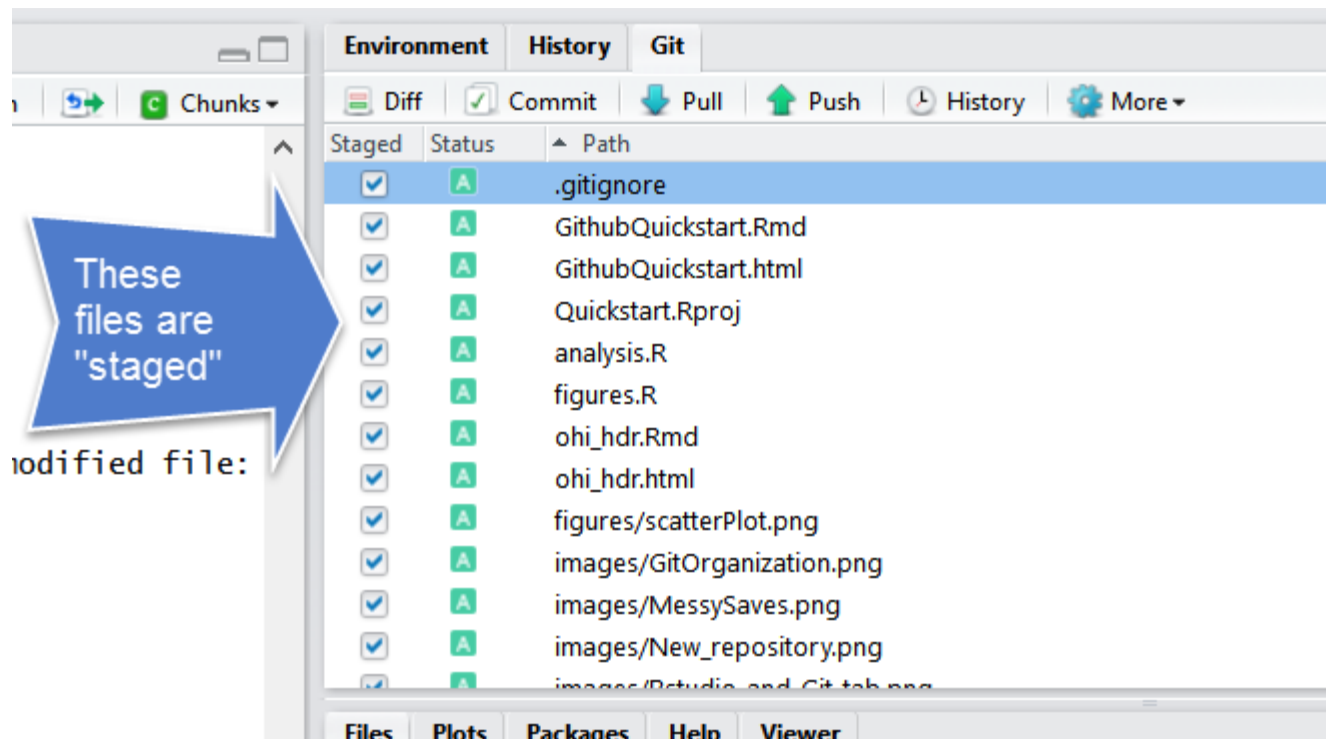 Environment History Git
Chunks
Diff Commit Pull Push History More
Staged Status Path
A .gitignore
A GithubQuickstart.Rmd
A GithubQuickstart.html
A Quickstart.Rproj
A analysis.R
A figures.R
A ohi_hdr.Rmd
A ohi_hdr.html
A figures/scatterPlot.png
A images/GitOrganization.png
A images/MessySaves.png
A images/New_repository.png
These
files are
"staged"
modified file:
Files Plots Packages Help Viewer